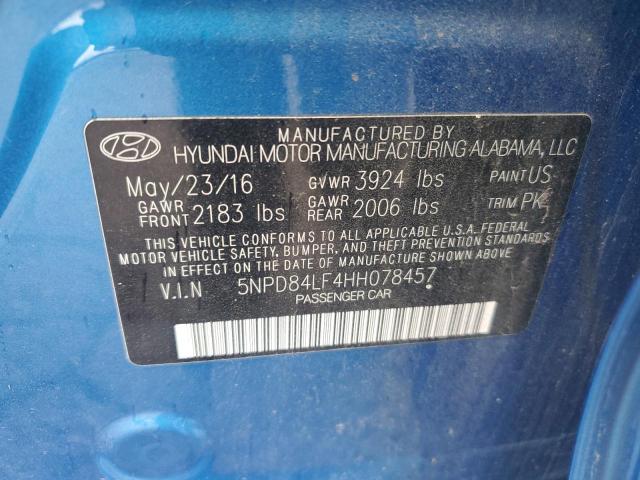 MANUFACTURED BY
HYUNDAI MOTOR MANUFACTURING ALABAMA, LLC
May/23/16 GVWR 3924 lbs PAINT US
GAWR FRONT 2183 lbs GAWR REAR 2006 lbs TRIM PK
THIS VEHICLE CONFORMS TO ALL APPLICABLE U.S.A. FEDERAL
MOTOR VEHICLE SAFETY, BUMPER, AND THEFT PREVENTION STANDARDS
IN EFFECT ON THE DATE OF MANUFACTURE SHOWN ABOVE
V.I.N 5NPD84LF4HH078457
PASSENGER CAR